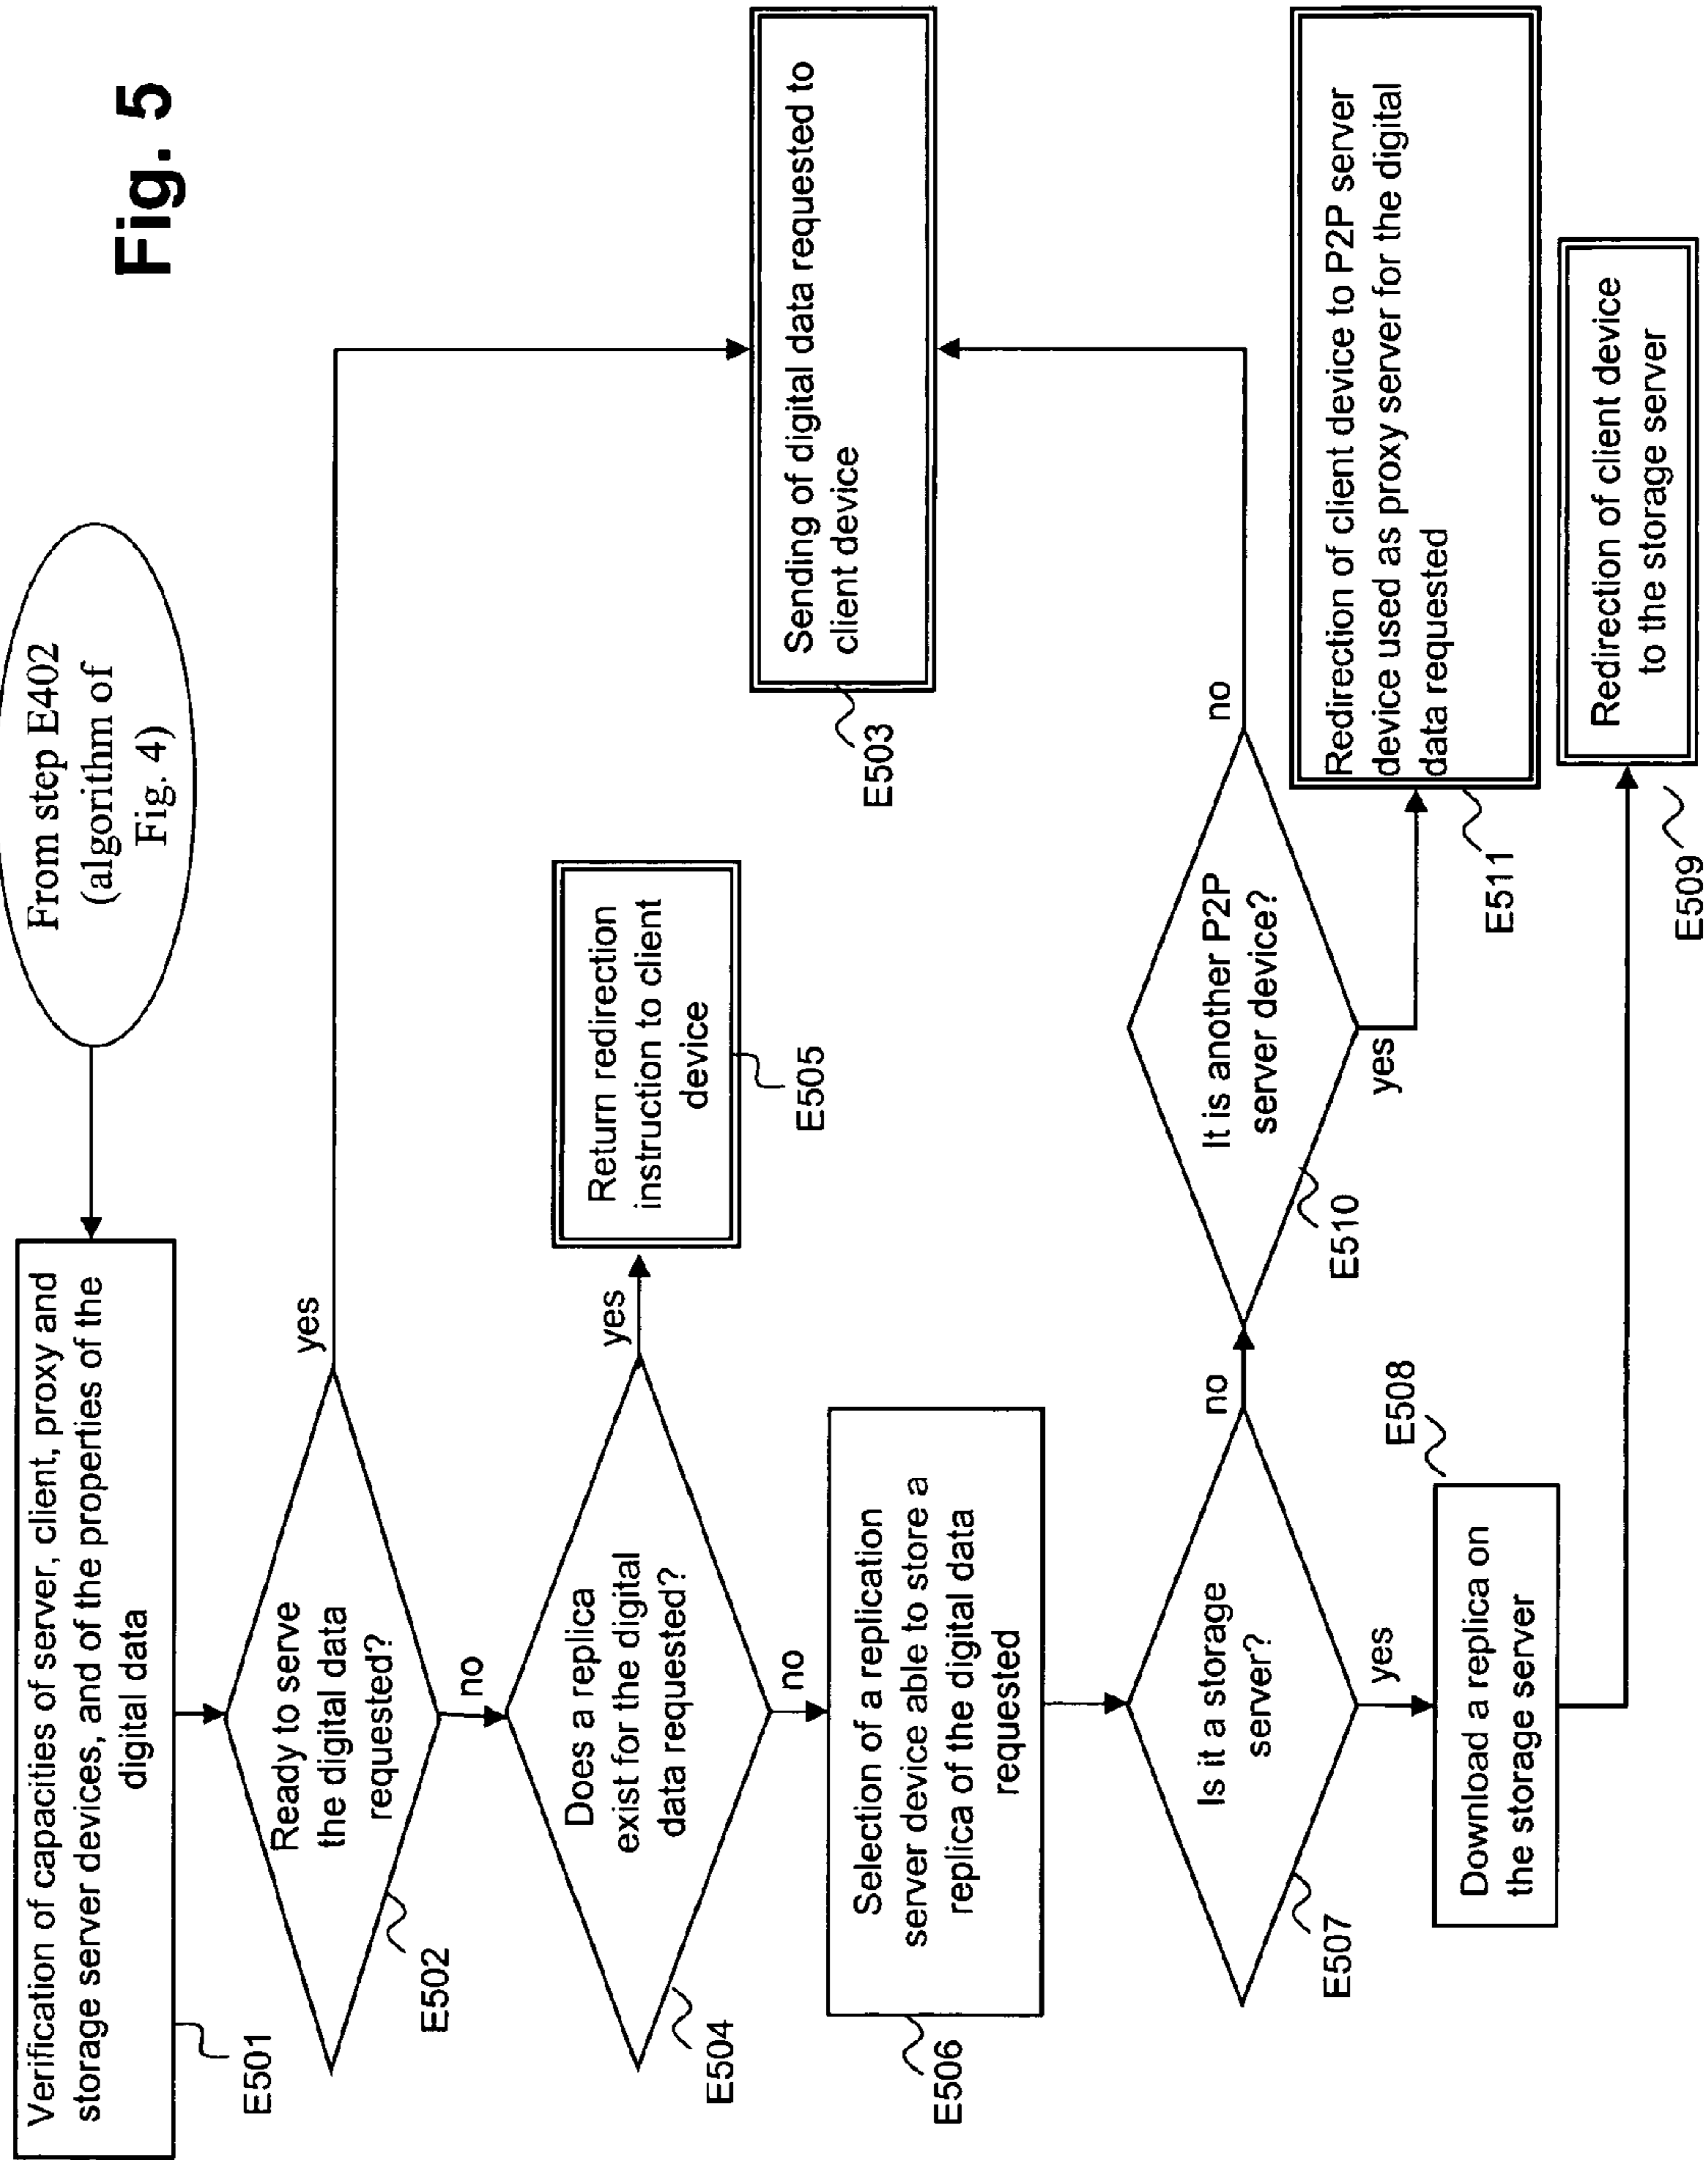 Fig. 5
From step E402
(algorithm of
Fig. 4)
Verification of capacities of server, client, proxy and
storage server devices, and of the properties of the
digital data
E501
Ready to serve
the digital data
requested?
yes
no
E502
Sending of digital data requested to
client device
E503
Does a replica
exist for the digital
data requested?
yes
no
E504
Return redirection
instruction to client
device
E505
Selection of a replication
server device able to store a
replica of the digital data
requested
E506
Is it a storage
server?
no
yes
E507
It is another P2P
server device?
no
yes
E510
Redirection of client device to P2P server
device used as proxy server for the digital
data requested
E511
Download a replica on
the storage server
E508
Redirection of client device
to the storage server
E509